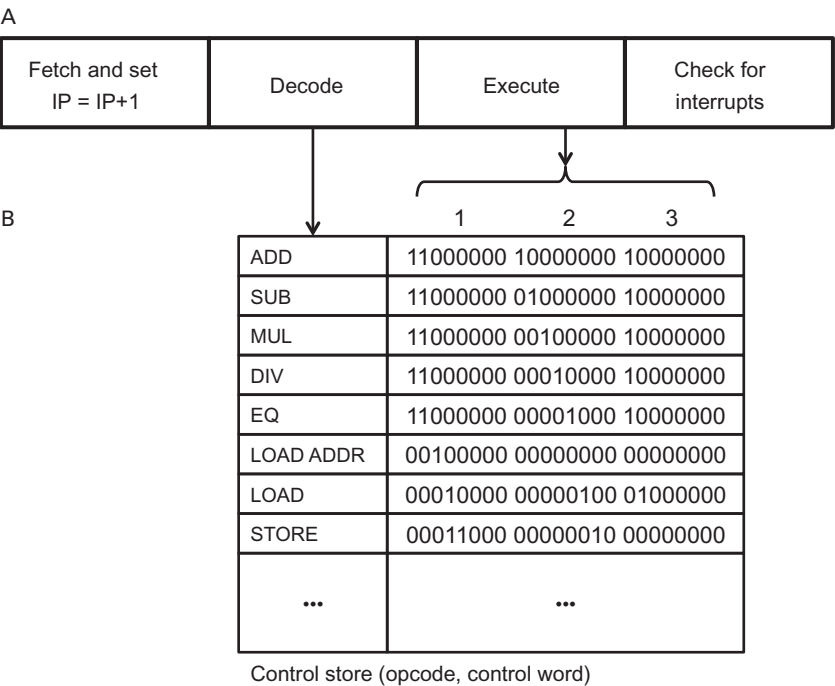 A
Fetch and set
IP = IP+1
Decode
Execute
Check for
interrupts
B
1 2 3
ADD 11000000 10000000 10000000
SUB 11000000 01000000 10000000
MUL 11000000 00100000 10000000
DIV 11000000 00010000 10000000
EQ 11000000 00001000 10000000
LOAD ADDR 00100000 00000000 00000000
LOAD 00010000 00000100 01000000
STORE 00011000 00000010 00000000
... ...
Control store (opcode, control word)